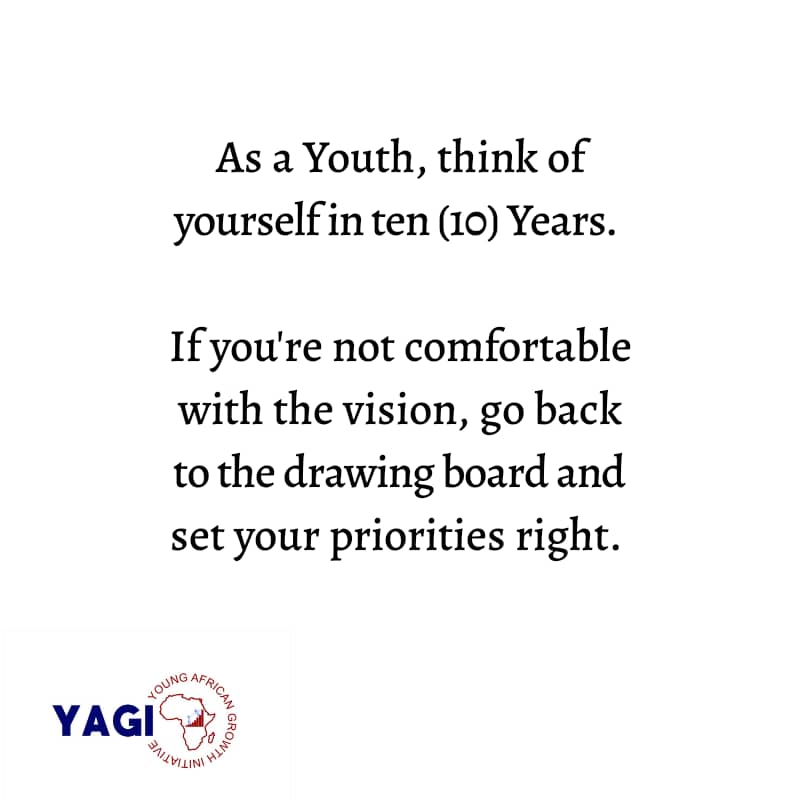 As a Youth, think of
yourself in ten (10) Years.
If you're not comfortable
with the vision, go back
to the drawing board and
set your priorities right.
YAGI
YOUNG AFRICAN GROWTH INITIATIVE